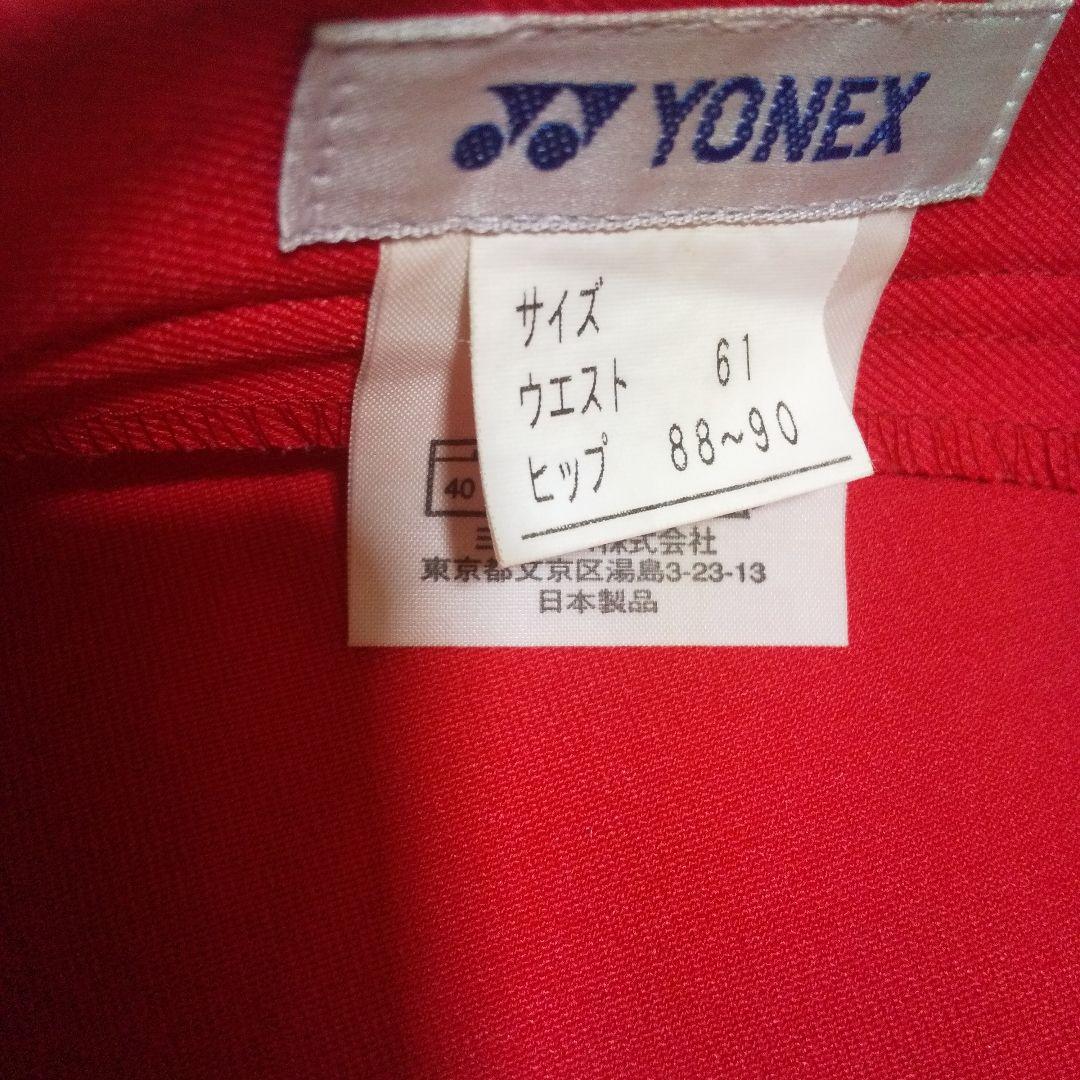 YONEX
サイズ
ウエスト 61
ヒップ 88~90
40
株式会社
東京都文京区湯島3-23-13
日本製品